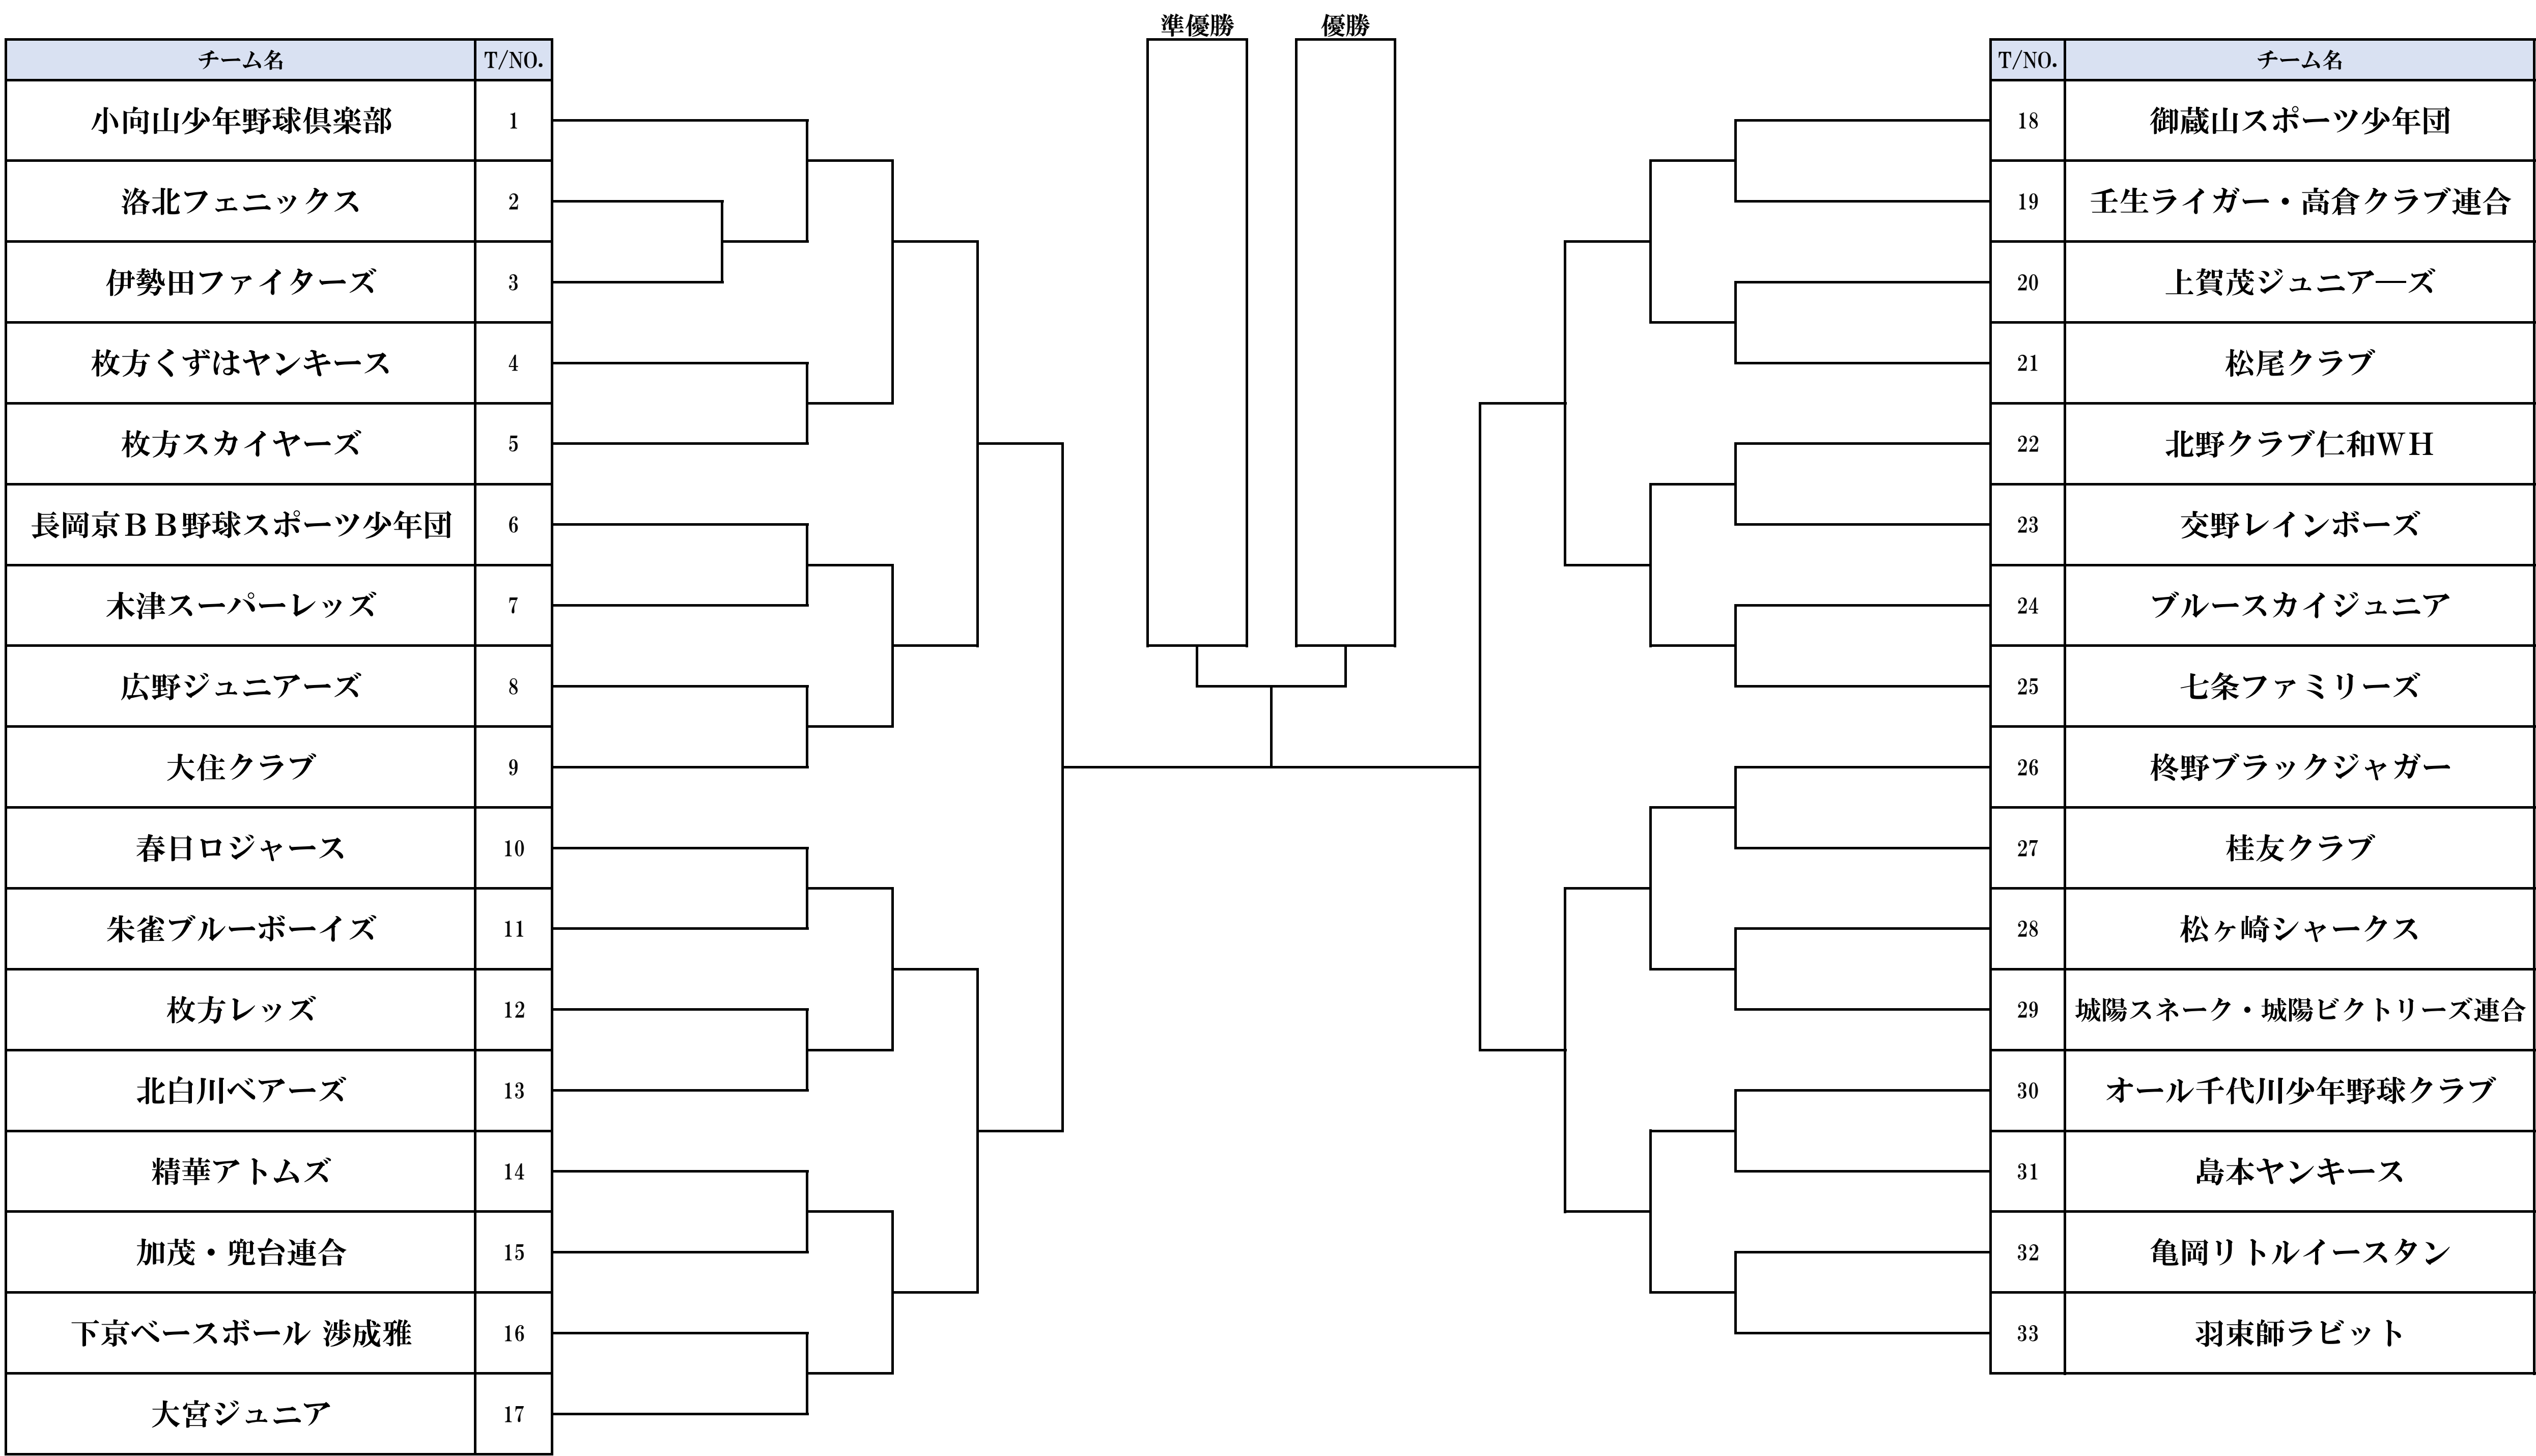 準優勝 優勝
チーム名 T/NO.
小向山少年野球倶楽部 1
洛北フェニックス 2
伊勢田ファイターズ 3
枚方くずはヤンキース 4
枚方スカイヤーズ 5
長岡京ＢＢ野球スポーツ少年団 6
木津スーパーレッズ 7
広野ジュニアーズ 8
大住クラブ 9
春日ロジャース 10
朱雀ブルーボーイズ 11
枚方レッズ 12
北白川ベアーズ 13
精華アトムズ 14
加茂・兜台連合 15
下京ベースボール 渉成雅 16
大宮ジュニア 17
T/NO. チーム名
18 御蔵山スポーツ少年団
19 壬生ライガー・高倉クラブ連合
20 上賀茂ジュニア―ズ
21 松尾クラブ
22 北野クラブ仁和ＷＨ
23 交野レインボーズ
24 ブルースカイジュニア
25 七条ファミリーズ
26 柊野ブラックジャガー
27 桂友クラブ
28 松ヶ崎シャークス
29 城陽スネーク・城陽ビクトリーズ連合
30 オール千代川少年野球クラブ
31 島本ヤンキース
32 亀岡リトルイースタン
33 羽束師ラビット